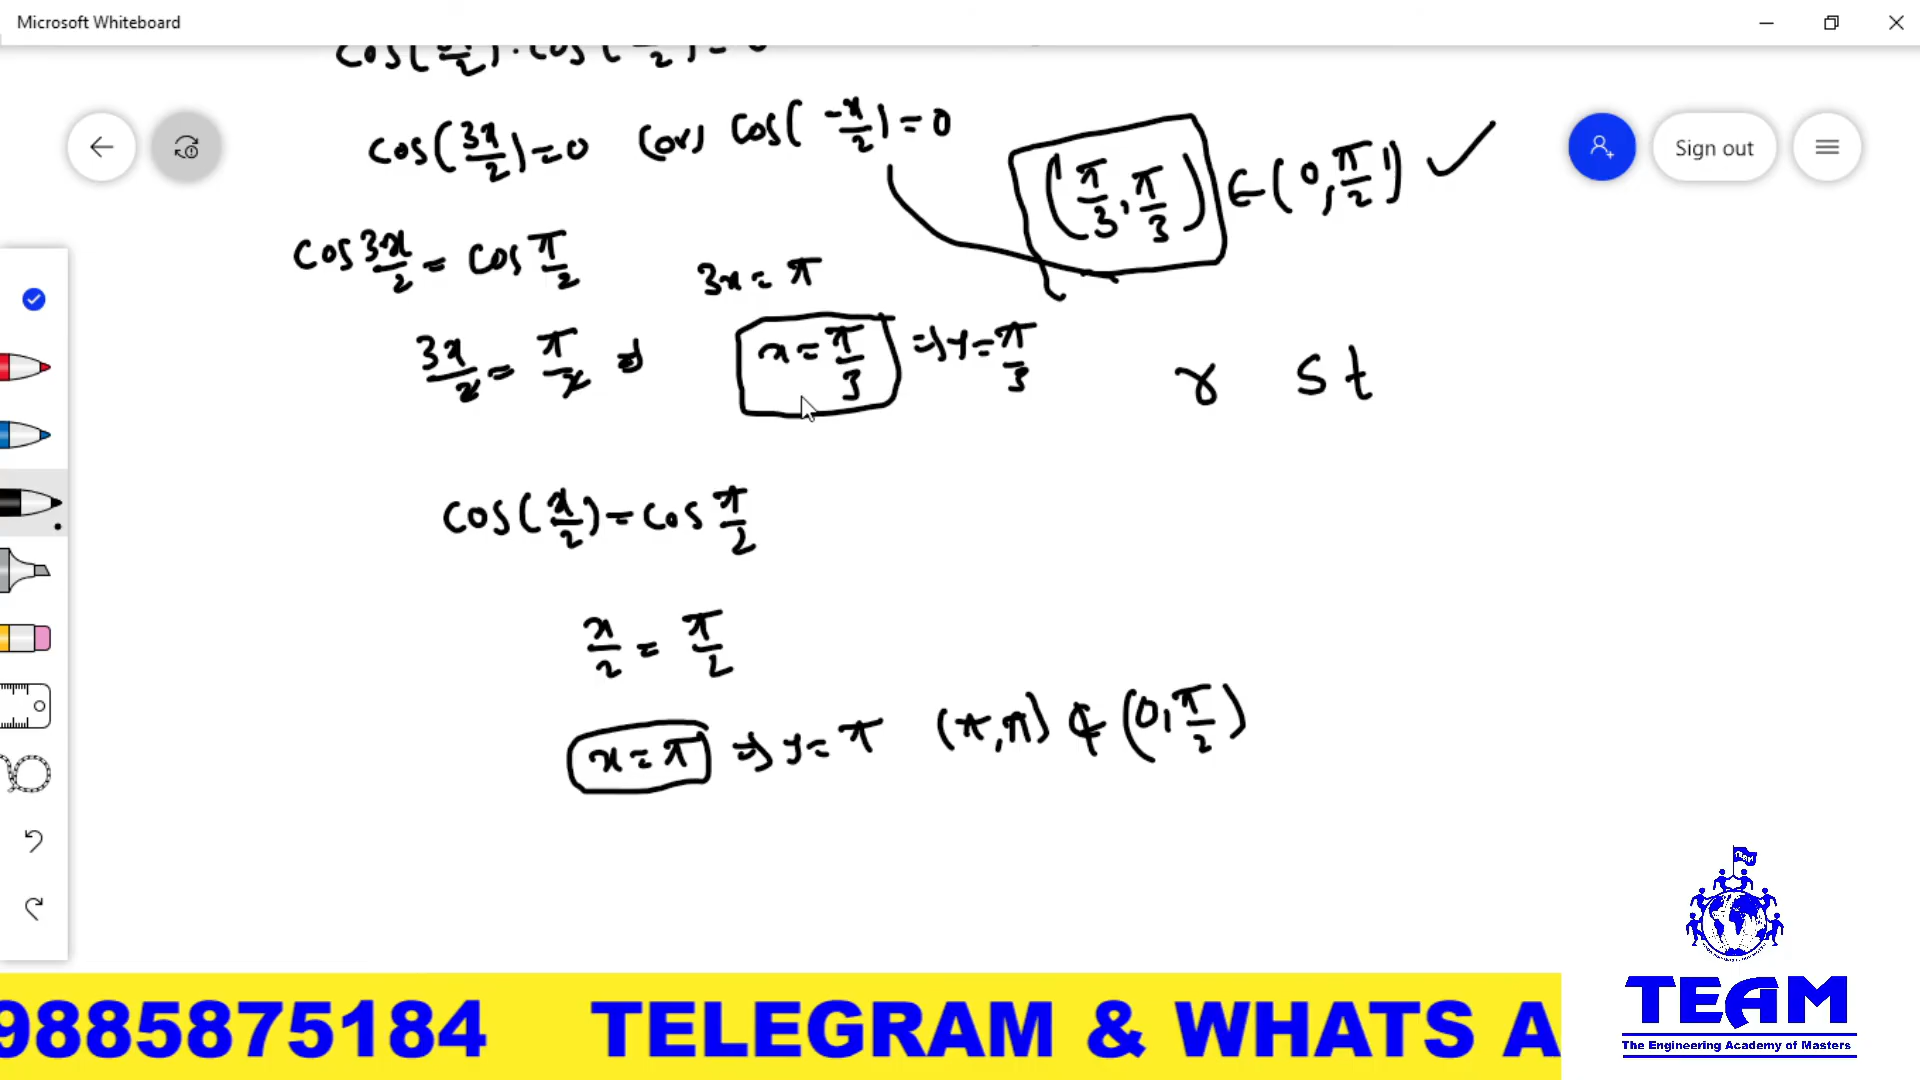 Microsoft Whiteboard
cos(3x/2) = 0 (or) cos(-x/2) = 0
(π/3, π/3) ∈ (0, π/2) ✓
Sign out
cos 3x/2 = cos π/2
3x = π
3x/2 = π/2 ⇒ x = π/3 ⇒ y = π/3
r s t
cos(x/2) = cos π/2
x/2 = π/2
x = π ⇒ y = π (π, π) ∉ (0, π/2)
TEAM
The Engineering Academy of Masters
9885875184 TELEGRAM & WHATS A